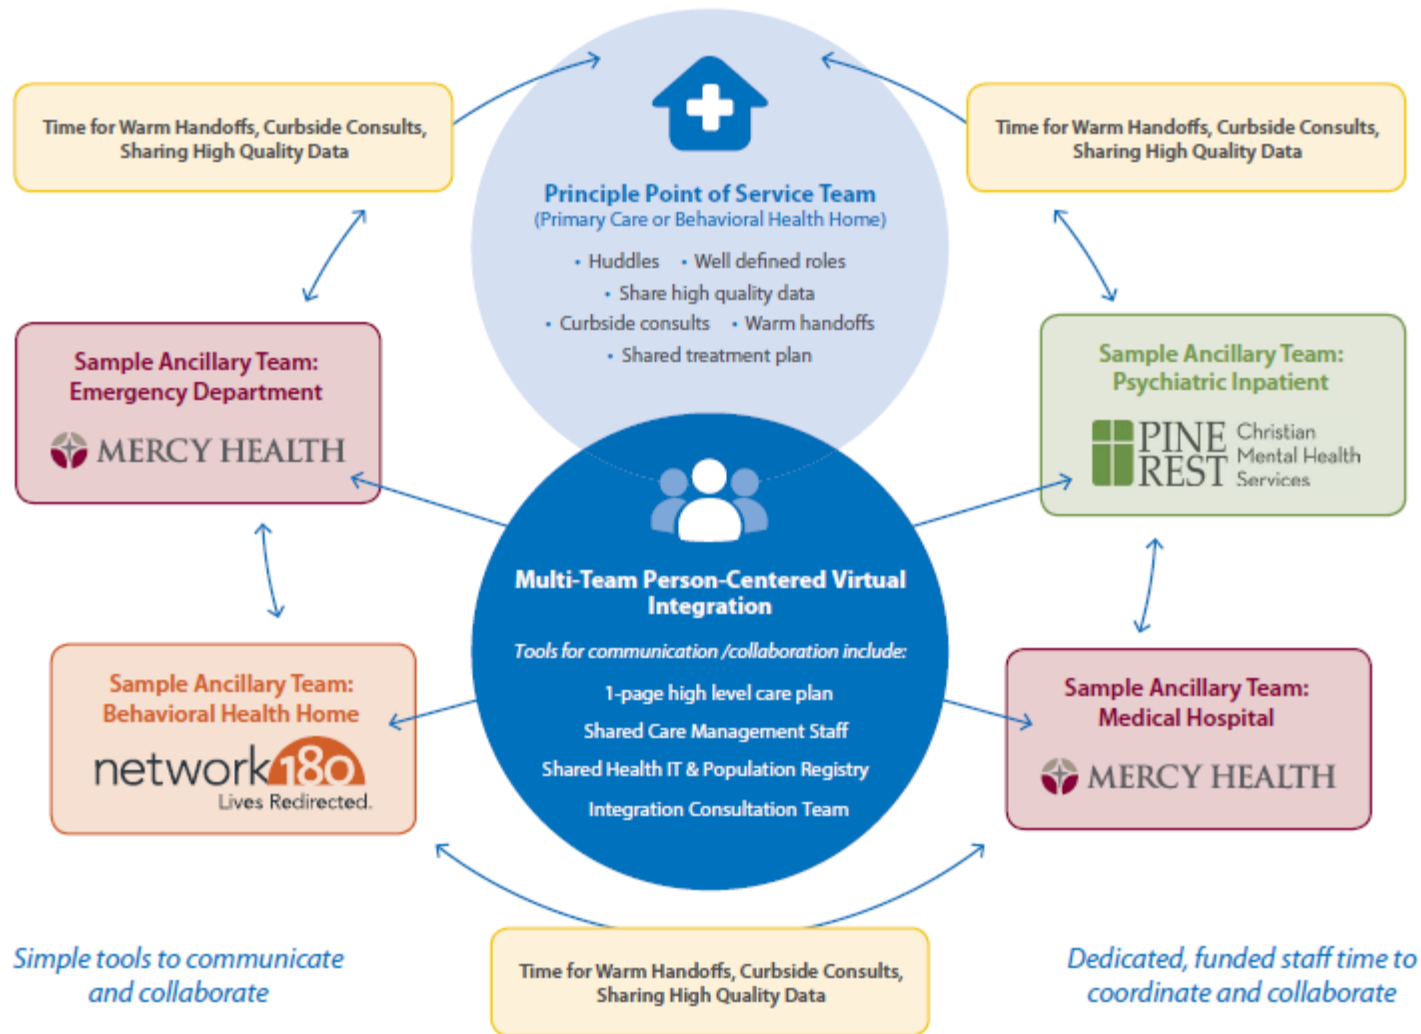 Time for Warm Handoffs, Curbside Consults,
Sharing High Quality Data
Time for Warm Handoffs, Curbside Consults,
Sharing High Quality Data
Principle Point of Service Team
(Primary Care or Behavioral Health Home)
• Huddles • Well defined roles
• Share high quality data
• Curbside consults • Warm handoffs
• Shared treatment plan
Sample Ancillary Team:
Emergency Department
MERCY HEALTH
Sample Ancillary Team:
Psychiatric Inpatient
PINE
REST
Christian
Mental Health
Services
Multi-Team Person-Centered Virtual
Integration
Tools for communication /collaboration include:
1-page high level care plan
Shared Care Management Staff
Shared Health IT & Population Registry
Integration Consultation Team
Sample Ancillary Team:
Behavioral Health Home
network180
Lives Redirected.
Sample Ancillary Team:
Medical Hospital
MERCY HEALTH
Simple tools to communicate
and collaborate
Time for Warm Handoffs, Curbside Consults,
Sharing High Quality Data
Dedicated, funded staff time to
coordinate and collaborate